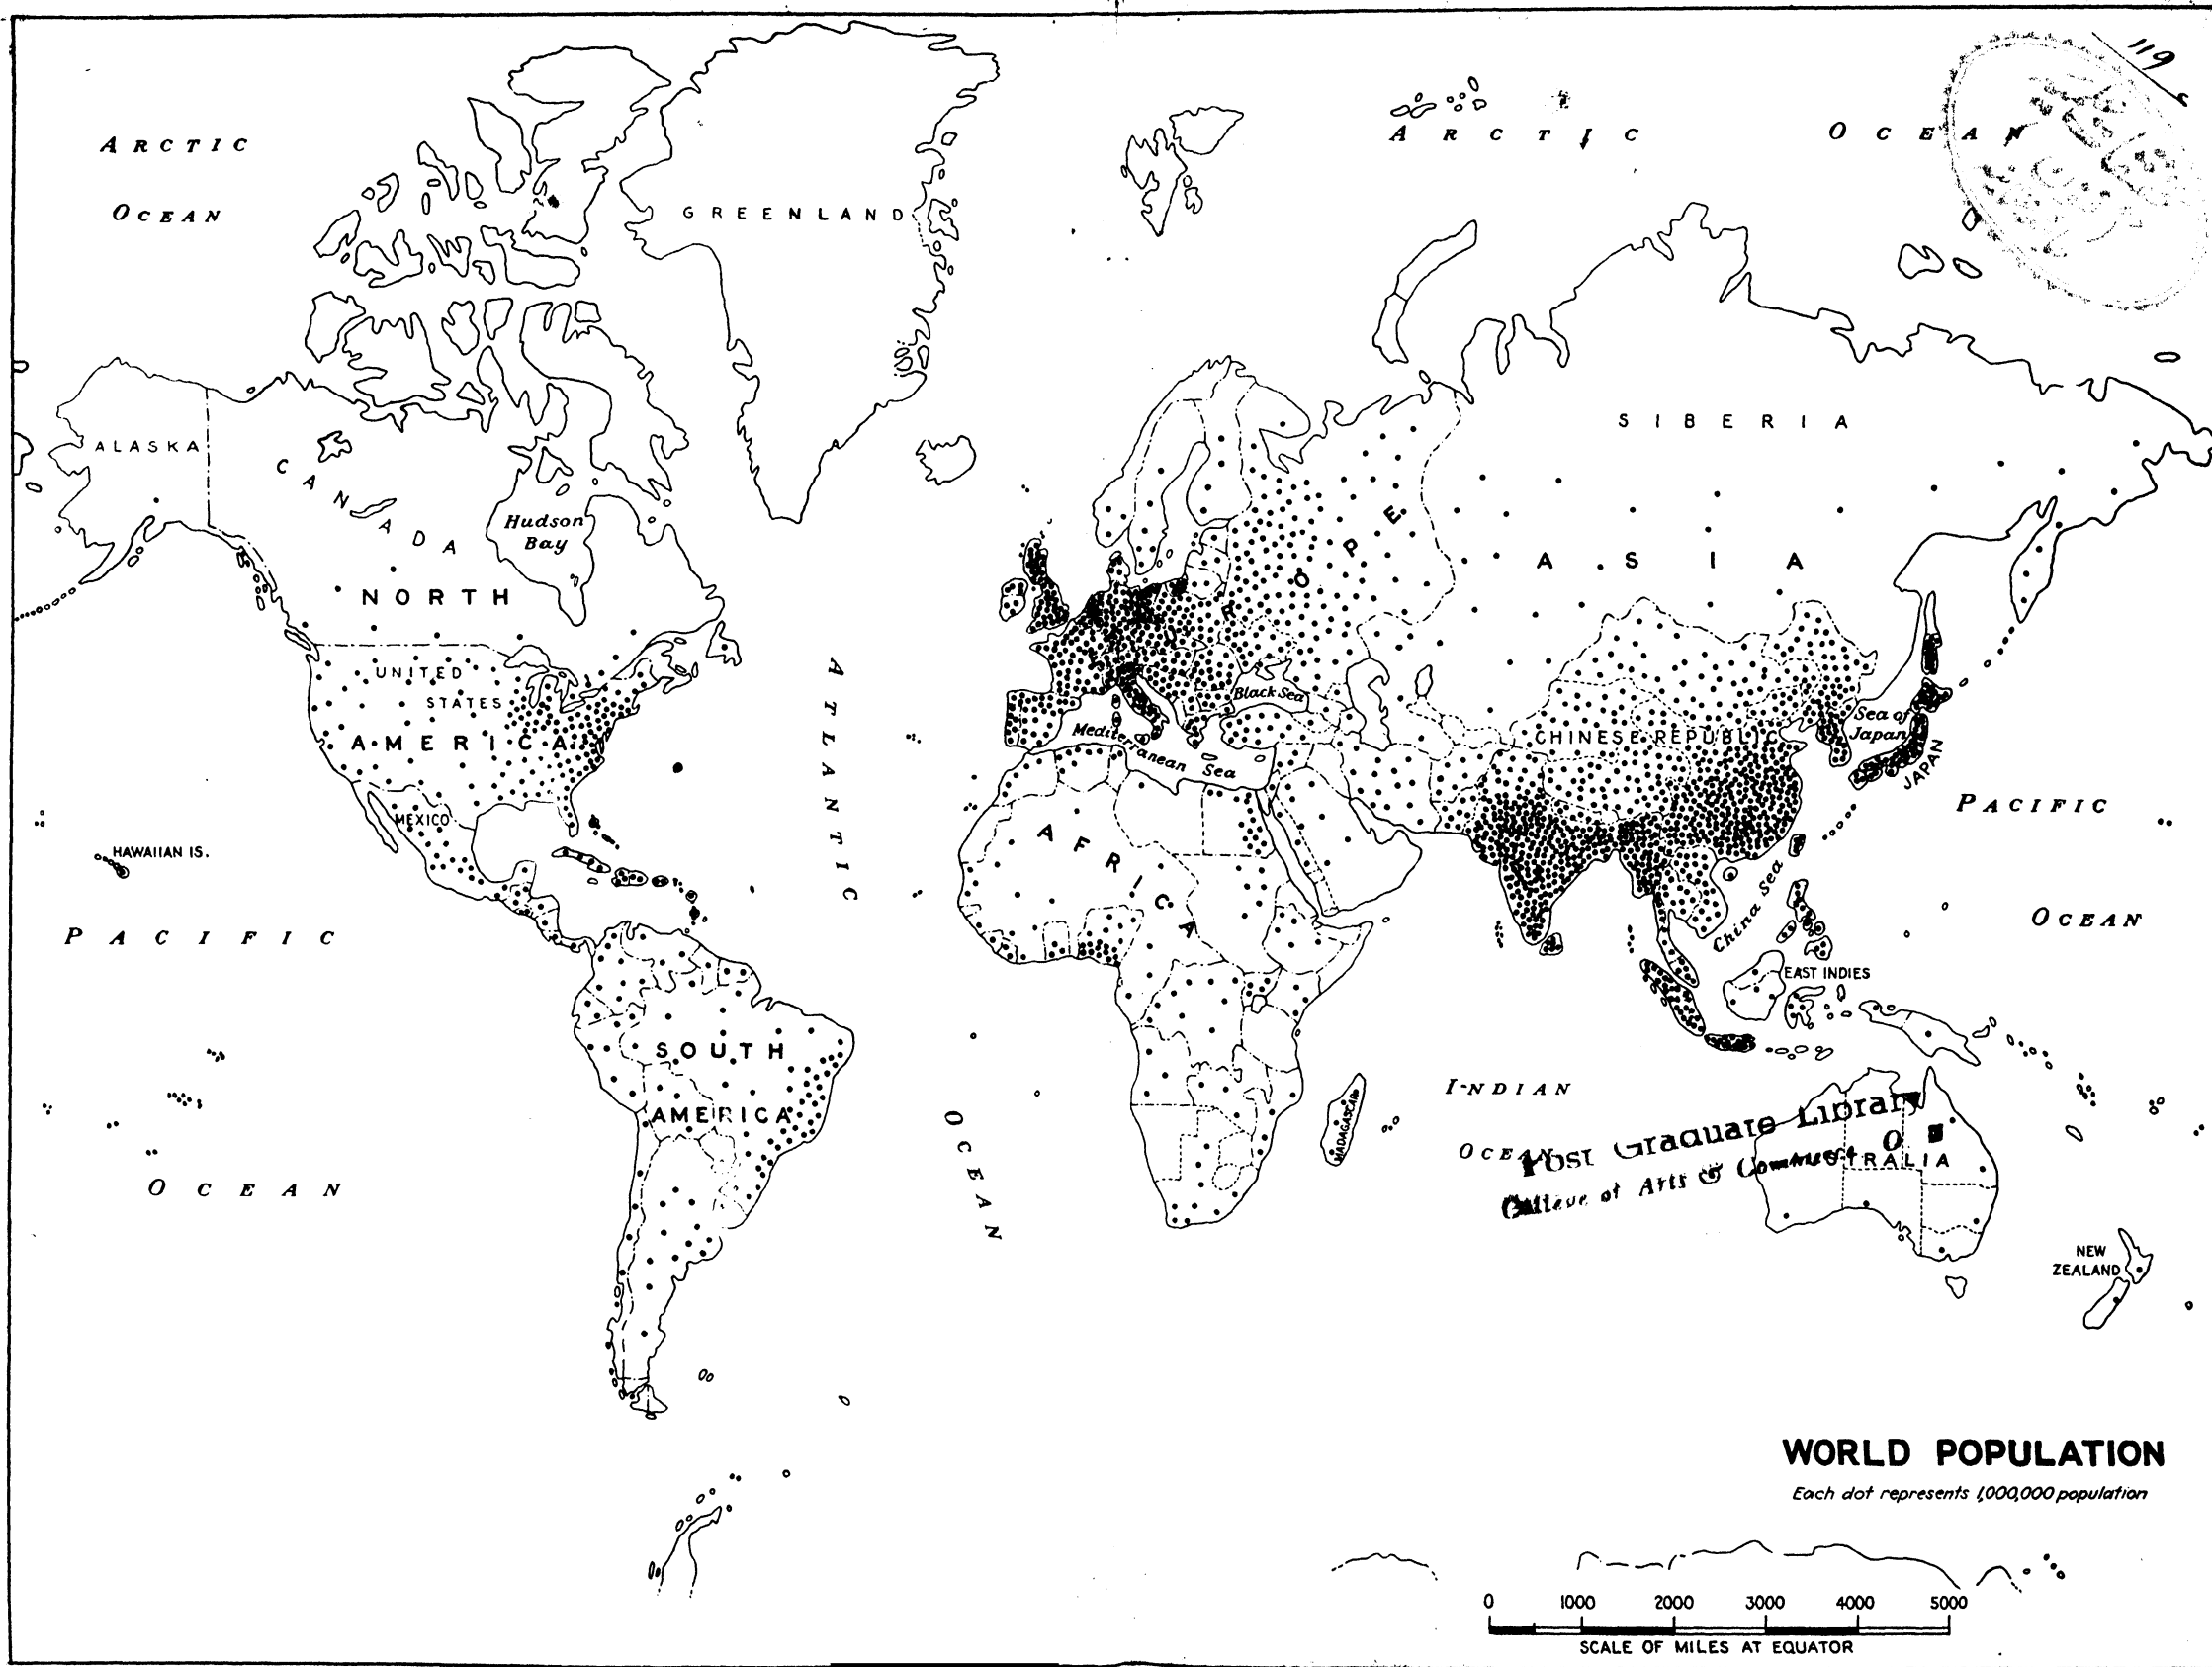 119
ARCTIC
OCEAN
ARCTIC OCEAN
GREENLAND
ALASKA
CANADA
Hudson
Bay
SIBERIA
EUROPE
ASIA
NORTH
UNITED
STATES
AMERICA
MEXICO
HAWAIIAN IS.
ATLANTIC
OCEAN
Black Sea
Mediterranean Sea
CHINESE REPUBLIC
Sea of
Japan
JAPAN
China Sea
AFRICA
PACIFIC
OCEAN
PACIFIC
OCEAN
EAST INDIES
SOUTH
AMERICA
MADAGASCAR
INDIAN
OCEAN
Post Graduate Library
College of Arts & Commerce O
AUSTRALIA
NEW
ZEALAND
WORLD POPULATION
Each dot represents 1,000,000 population
0 1000 2000 3000 4000 5000
SCALE OF MILES AT EQUATOR